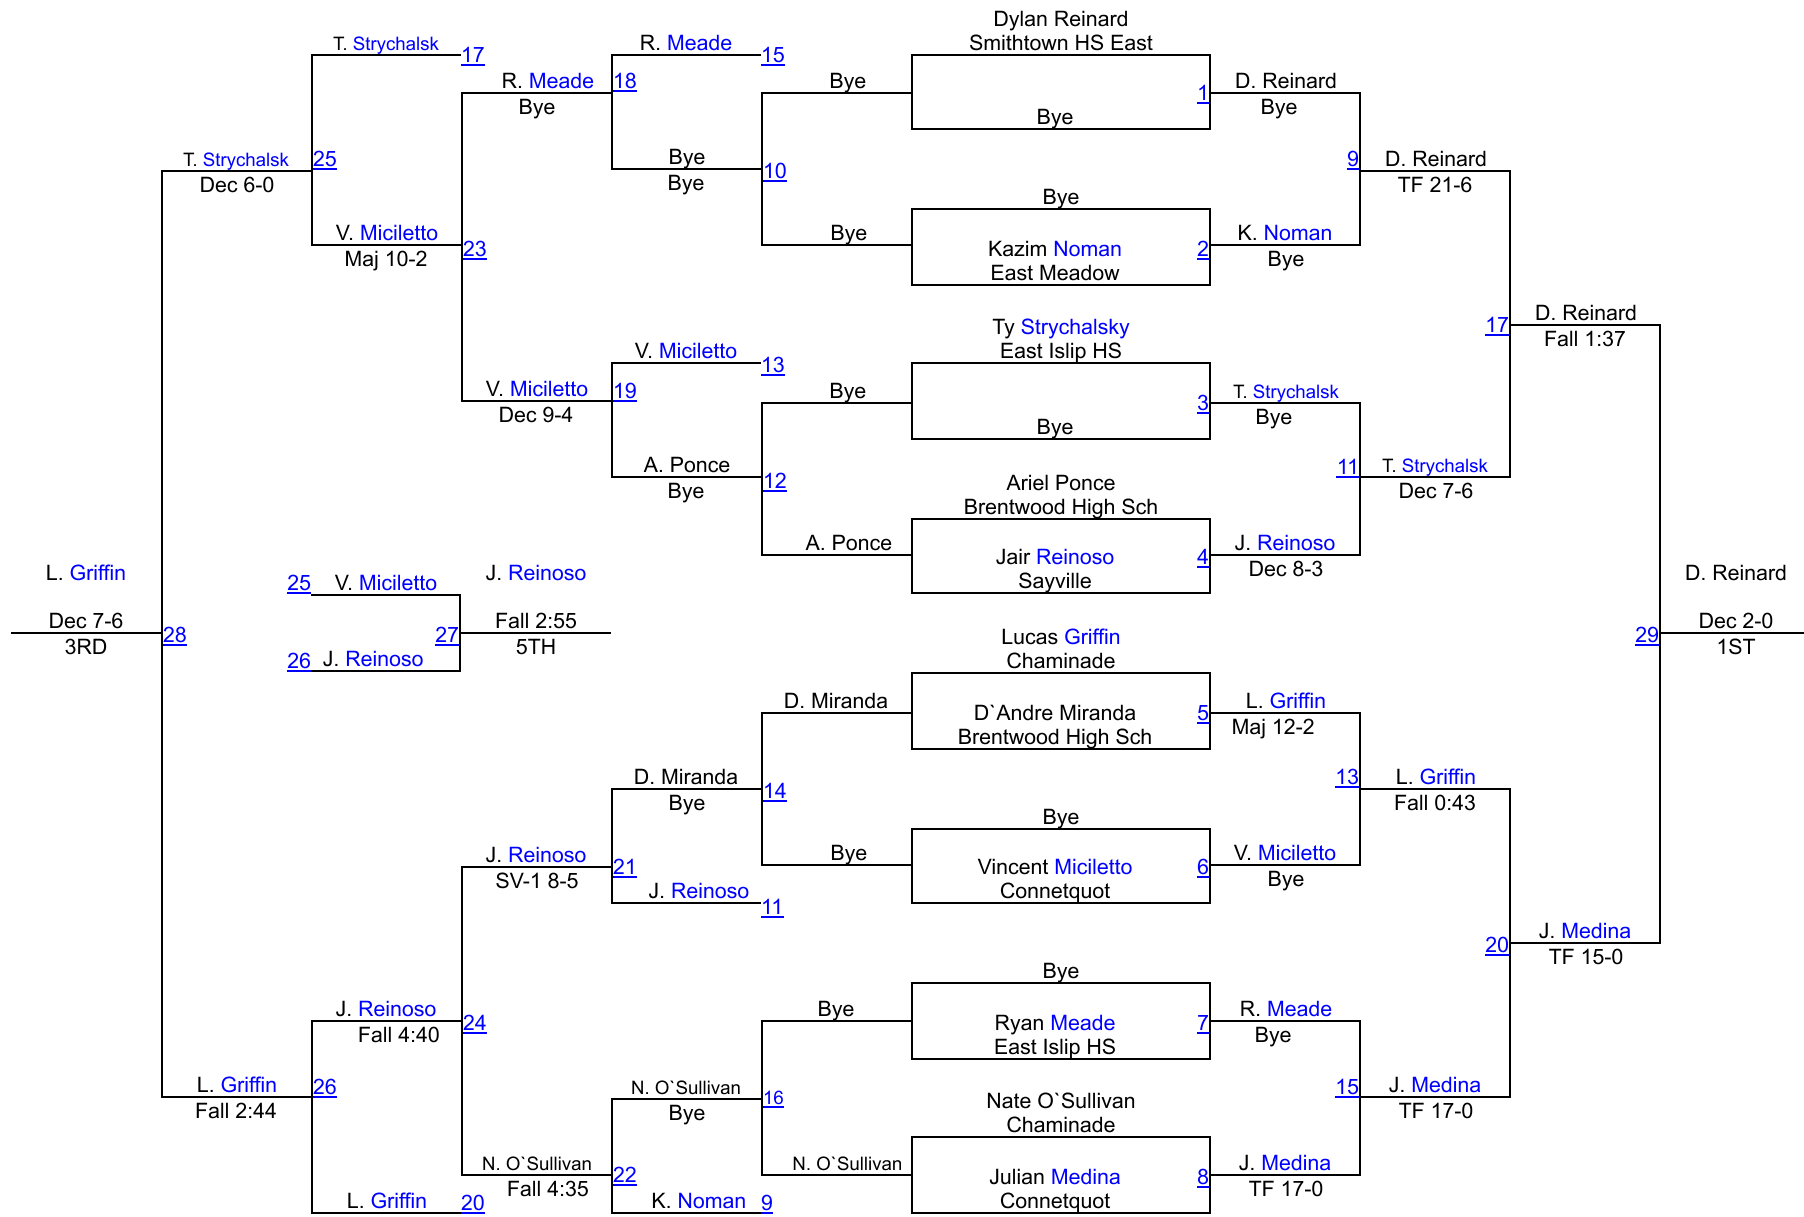 Dylan Reinard
Smithtown HS East
T. Strychalsk
17
R. Meade
15
R. Meade
18
Bye
Bye
1
D. Reinard
Bye
Bye
Bye
T. Strychalsk
25
Dec 6-0
Bye
Bye
10
9
D. Reinard
TF 21-6
Bye
V. Miciletto
23
Maj 10-2
Bye
Kazim Noman
East Meadow
2
K. Noman
Bye
Ty Strychalsky
East Islip HS
17
D. Reinard
Fall 1:37
V. Miciletto
13
V. Miciletto
19
Dec 9-4
Bye
Bye
3
T. Strychalsk
Bye
A. Ponce
Bye
12
11
T. Strychalsk
Dec 7-6
Ariel Ponce
Brentwood High Sch
A. Ponce
Jair Reinoso
Sayville
4
J. Reinoso
Dec 8-3
L. Griffin
Dec 7-6
3RD
28
25
V. Miciletto
26
J. Reinoso
27
J. Reinoso
Fall 2:55
5TH
D. Reinard
29
Dec 2-0
1ST
Lucas Griffin
Chaminade
D. Miranda
D`Andre Miranda
Brentwood High Sch
5
L. Griffin
Maj 12-2
D. Miranda
Bye
14
13
L. Griffin
Fall 0:43
Bye
J. Reinoso
SV-1 8-5
21
Bye
Vincent Miciletto
Connetquot
6
V. Miciletto
Bye
J. Reinoso
11
20
J. Medina
TF 15-0
Bye
J. Reinoso
Fall 4:40
24
Bye
Ryan Meade
East Islip HS
7
R. Meade
Bye
L. Griffin
Fall 2:44
26
N. O`Sullivan
Bye
16
Nate O`Sullivan
Chaminade
15
J. Medina
TF 17-0
N. O`Sullivan
Fall 4:35
22
N. O`Sullivan
Julian Medina
Connetquot
8
J. Medina
TF 17-0
L. Griffin
20
K. Noman
9